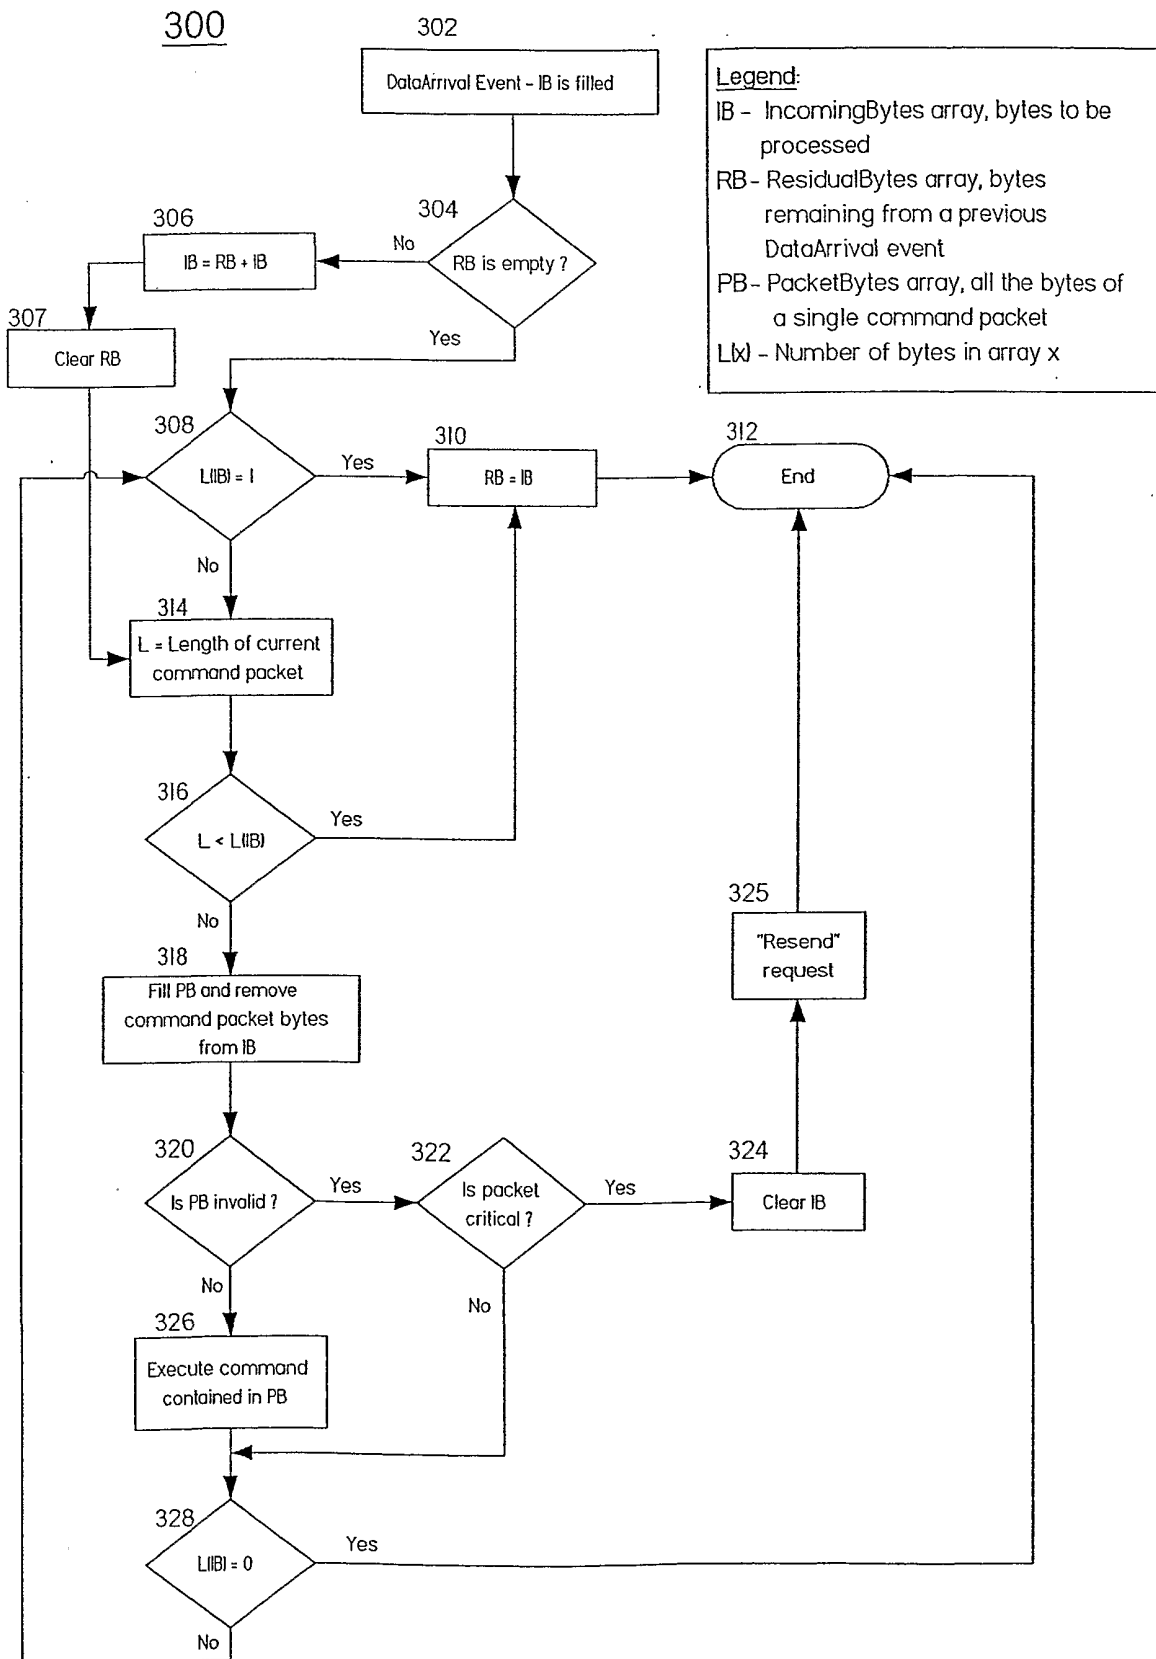 300
302
DataArrival Event - IB is filled
Legend:
IB - IncomingBytes array, bytes to be
processed
RB - ResidualBytes array, bytes
remaining from a previous
DataArrival event
PB - PacketBytes array, all the bytes of
a single command packet
L(x) - Number of bytes in array x
304
RB is empty ?
No
Yes
306
IB = RB + IB
307
Clear RB
308
L(IB) = 1
Yes
No
310
RB = IB
312
End
314
L = Length of current
command packet
316
L < L(IB)
Yes
No
318
Fill PB and remove
command packet bytes
from IB
320
Is PB invalid ?
Yes
No
322
Is packet
critical ?
Yes
No
324
Clear IB
325
"Resend"
request
326
Execute command
contained in PB
328
L(IB) = 0
Yes
No